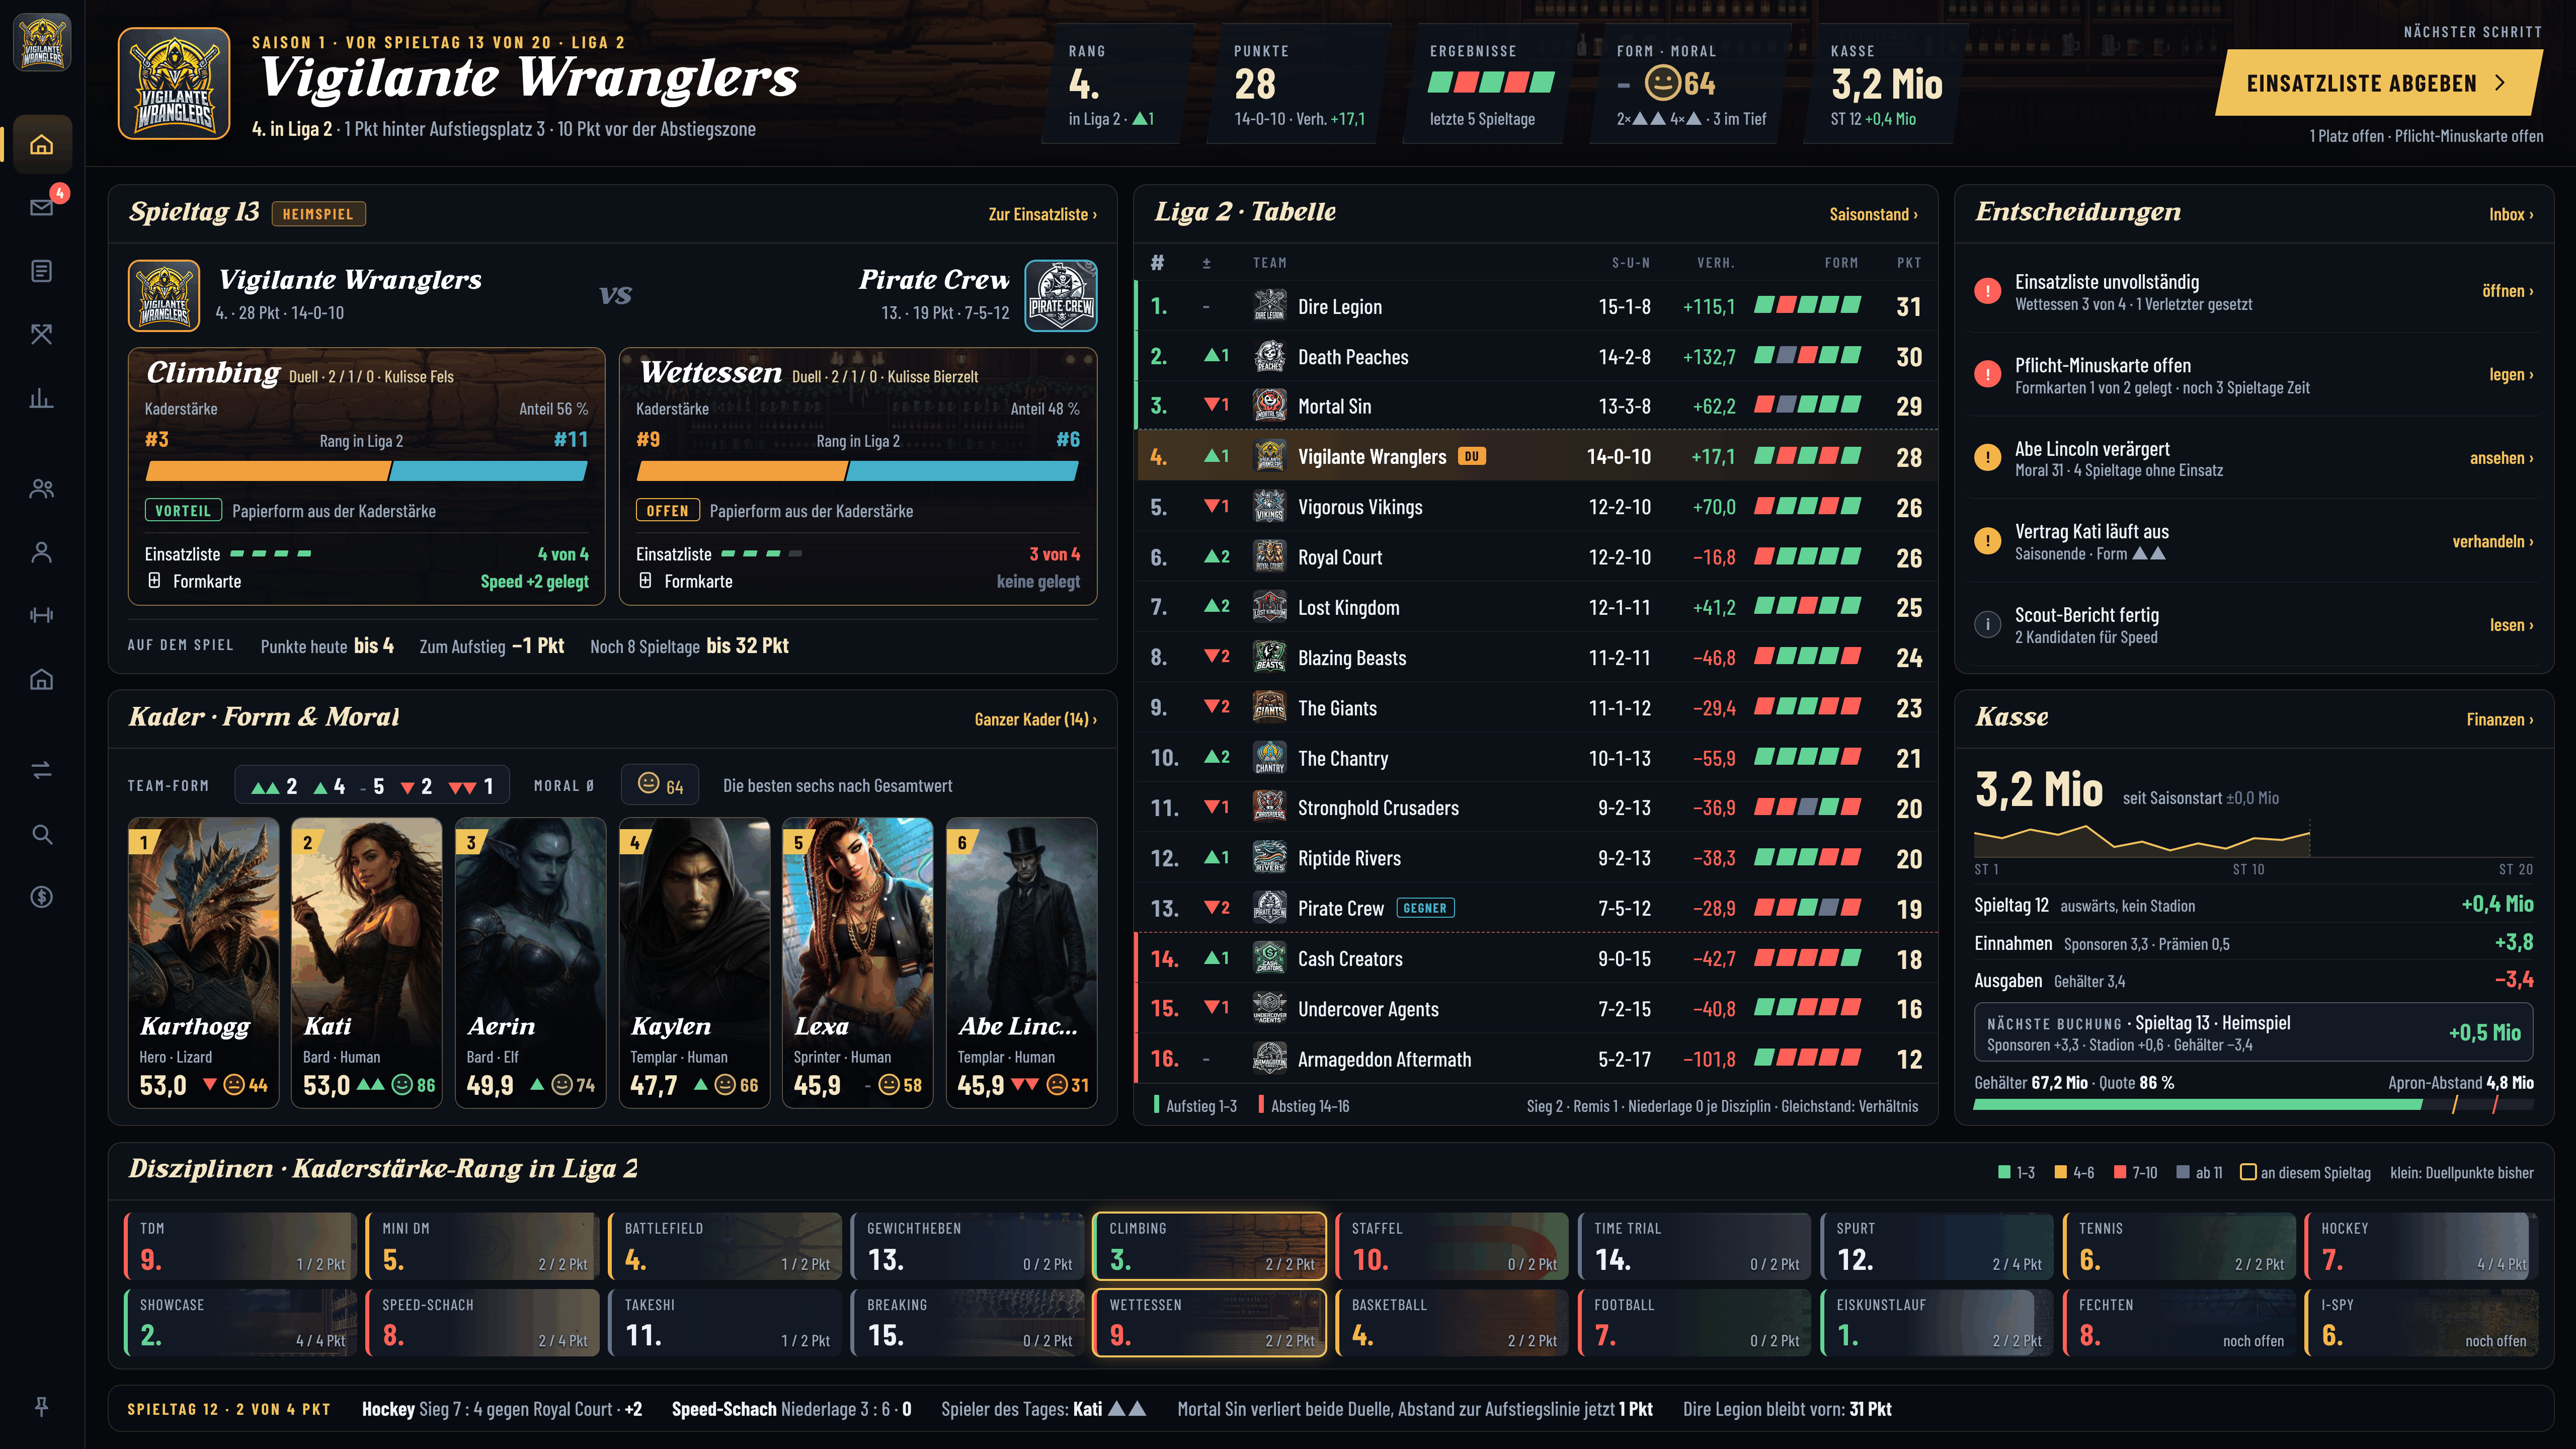 SAISON 1 · VOR SPIELTAG 13 VON 20 · LIGA 2
Vigilante Wranglers
4. in Liga 2 · 1 Pkt hinter Aufstiegsplatz 3 · 10 Pkt vor der Abstiegszone
VIGILANTE WRANGLERS
RANG
4.
in Liga 2 · ▲1
PUNKTE
28
14-0-10 · Verh. +17,1
ERGEBNISSE
letzte 5 Spieltage
FORM · MORAL
– 64
2×▲▲ 4×▲ · 3 im Tief
KASSE
3,2 Mio
ST 12 +0,4 Mio
NÄCHSTER SCHRITT
EINSATZLISTE ABGEBEN ›
1 Platz offen · Pflicht-Minuskarte offen
4
Spieltag 13 HEIMSPIEL Zur Einsatzliste ›
Vigilante Wranglers
4. · 28 Pkt · 14-0-10
VS
Pirate Crew
13. · 19 Pkt · 7-5-12
PIRATE CREW
Climbing Duell · 2 / 1 / 0 · Kulisse Fels
Kaderstärke Anteil 56 %
#3 Rang in Liga 2 #11
VORTEIL Papierform aus der Kaderstärke
Einsatzliste 4 von 4
Formkarte Speed +2 gelegt
Wettessen Duell · 2 / 1 / 0 · Kulisse Bierzelt
Kaderstärke Anteil 48 %
#9 Rang in Liga 2 #6
OFFEN Papierform aus der Kaderstärke
Einsatzliste 3 von 4
Formkarte keine gelegt
AUF DEM SPIEL Punkte heute bis 4 Zum Aufstieg −1 Pkt Noch 8 Spieltage bis 32 Pkt
Kader · Form & Moral Ganzer Kader (14) ›
TEAM-FORM ▲▲ 2 ▲ 4 - 5 ▼ 2 ▼▼ 1 MORAL Ø 64 Die besten sechs nach Gesamtwert
1
Karthogg
Hero · Lizard
53,0 ▼ 44
2
Kati
Bard · Human
53,0 ▲▲ 86
3
Aerin
Bard · Elf
49,9 ▲ 74
4
Kaylen
Templar · Human
47,7 ▲ 66
5
Lexa
Sprinter · Human
45,9 - 58
6
Abe Linc...
Templar · Human
45,9 ▼▼ 31
Liga 2 · Tabelle Saisonstand ›
# ± TEAM S-U-N VERH. FORM PKT
1. - Dire Legion 15-1-8 +115,1 31
2. ▲1 Death Peaches 14-2-8 +132,7 30
3. ▼1 Mortal Sin 13-3-8 +62,2 29
4. ▲1 Vigilante Wranglers DU 14-0-10 +17,1 28
5. ▼1 Vigorous Vikings 12-2-10 +70,0 26
6. ▲2 Royal Court 12-2-10 −16,8 26
7. ▲2 Lost Kingdom 12-1-11 +41,2 25
8. ▼2 Blazing Beasts 11-2-11 −46,8 24
9. ▼2 The Giants 11-1-12 −29,4 23
10. ▲2 The Chantry 10-1-13 −55,9 21
11. ▼1 Stronghold Crusaders 9-2-13 −36,9 20
12. ▲1 Riptide Rivers 9-2-13 −38,3 20
13. ▼2 Pirate Crew GEGNER 7-5-12 −28,9 19
14. ▲1 Cash Creators 9-0-15 −42,7 18
15. ▼1 Undercover Agents 7-2-15 −40,8 16
16. - Armageddon Aftermath 5-2-17 −101,8 12
Aufstieg 1–3 Abstieg 14–16 Sieg 2 · Remis 1 · Niederlage 0 je Disziplin · Gleichstand: Verhältnis
Entscheidungen Inbox ›
Einsatzliste unvollständig
Wettessen 3 von 4 · 1 Verletzter gesetzt
öffnen ›
Pflicht-Minuskarte offen
Formkarten 1 von 2 gelegt · noch 3 Spieltage Zeit
legen ›
Abe Lincoln verärgert
Moral 31 · 4 Spieltage ohne Einsatz
ansehen ›
Vertrag Kati läuft aus
Saisonende · Form ▲▲
verhandeln ›
Scout-Bericht fertig
2 Kandidaten für Speed
lesen ›
Kasse Finanzen ›
3,2 Mio seit Saisonstart ±0,0 Mio
ST 1 ST 10 ST 20
Spieltag 12 auswärts, kein Stadion +0,4 Mio
Einnahmen Sponsoren 3,3 · Prämien 0,5 +3,8
Ausgaben Gehälter 3,4 −3,4
NÄCHSTE BUCHUNG · Spieltag 13 · Heimspiel
Sponsoren +3,3 · Stadion +0,6 · Gehälter −3,4
+0,5 Mio
Gehälter 67,2 Mio · Quote 86 % Apron-Abstand 4,8 Mio
Disziplinen · Kaderstärke-Rang in Liga 2
1–3 4–6 7–10 ab 11 an diesem Spieltag klein: Duellpunkte bisher
TDM
9. 1 / 2 Pkt
MINI DM
5. 2 / 2 Pkt
BATTLEFIELD
4. 1 / 2 Pkt
GEWICHTHEBEN
13. 0 / 2 Pkt
CLIMBING
3. 2 / 2 Pkt
STAFFEL
10. 0 / 2 Pkt
TIME TRIAL
14. 0 / 2 Pkt
SPURT
12. 2 / 4 Pkt
TENNIS
6. 2 / 2 Pkt
HOCKEY
7. 4 / 4 Pkt
SHOWCASE
2. 4 / 4 Pkt
SPEED-SCHACH
8. 2 / 4 Pkt
TAKESHI
11. 1 / 2 Pkt
BREAKING
15. 0 / 2 Pkt
WETTESSEN
9. 2 / 2 Pkt
BASKETBALL
4. 2 / 2 Pkt
FOOTBALL
7. 0 / 2 Pkt
EISKUNSTLAUF
1. 2 / 2 Pkt
FECHTEN
8. noch offen
I-SPY
6. noch offen
SPIELTAG 12 · 2 VON 4 PKT Hockey Sieg 7 : 4 gegen Royal Court · +2 Speed-Schach Niederlage 3 : 6 · 0 Spieler des Tages: Kati ▲▲ Mortal Sin verliert beide Duelle, Abstand zur Aufstiegslinie jetzt 1 Pkt Dire Legion bleibt vorn: 31 Pkt